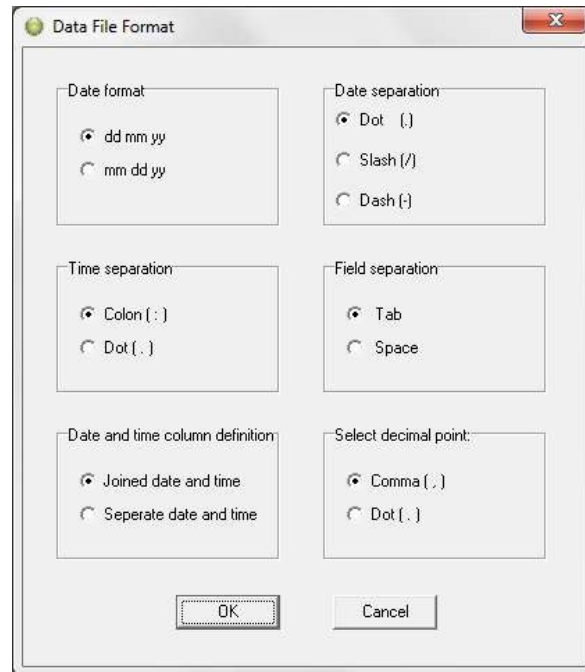 Data File Format
Date format
dd mm yy
mm dd yy
Date separation
Dot (.)
Slash (/)
Dash (-)
Time separation
Colon ( : )
Dot ( . )
Field separation
Tab
Space
Date and time column definition
Joined date and time
Seperate date and time
Select decimal point:
Comma ( , )
Dot ( . )
OK
Cancel